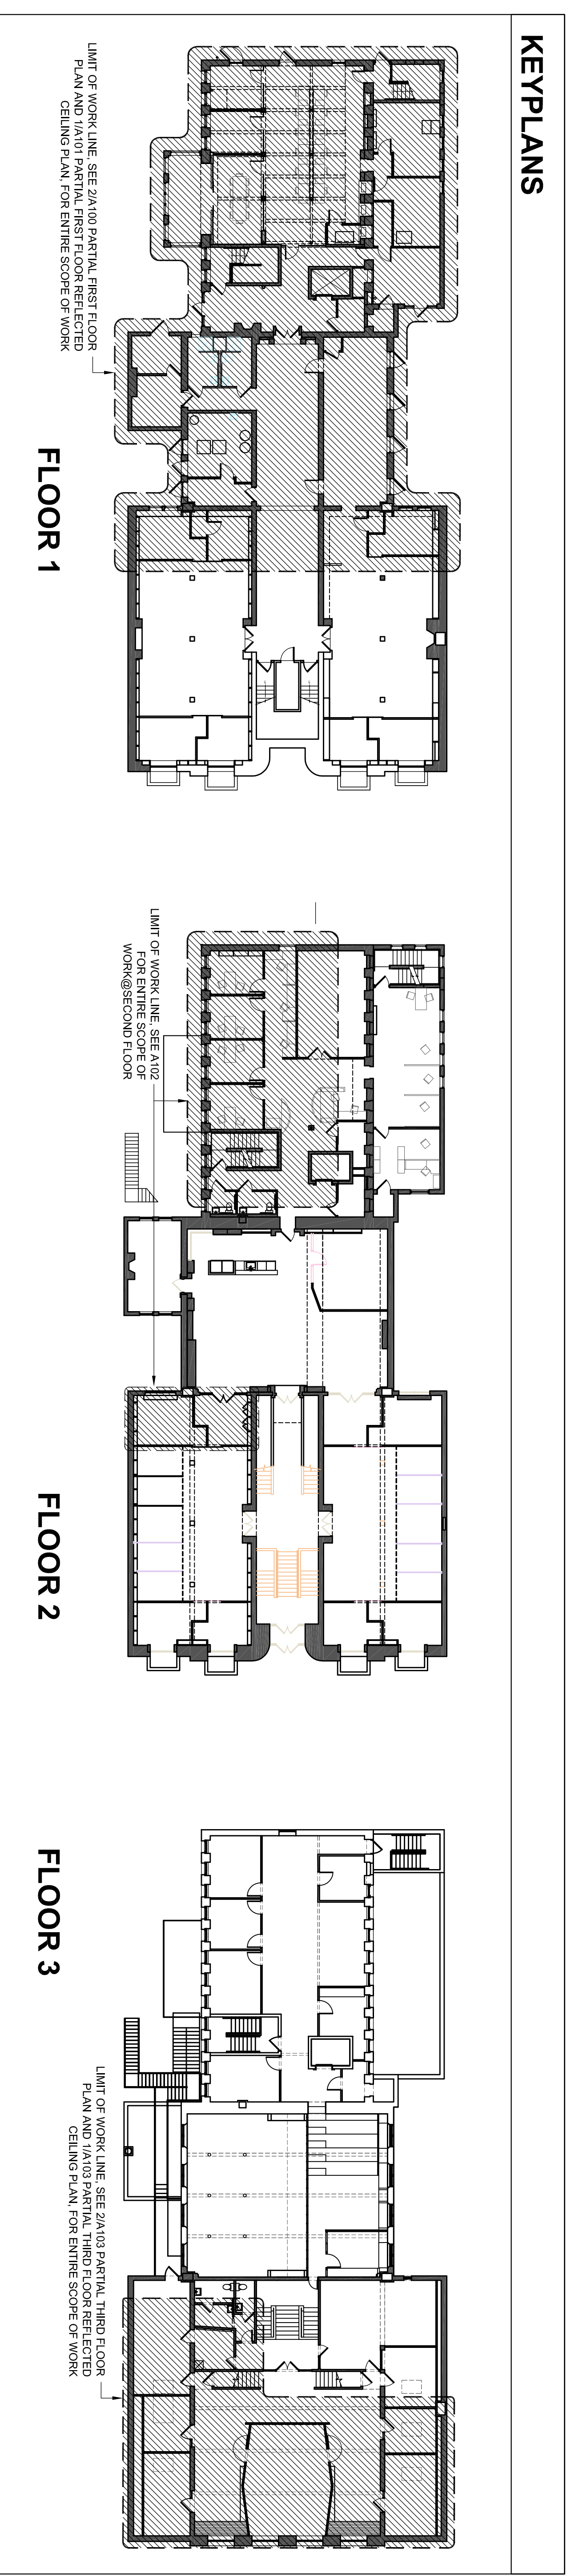 KEYPLANS
LIMIT OF WORK LINE, SEE 2/A100 PARTIAL FIRST FLOOR
PLAN AND 1/A101 PARTIAL FIRST FLOOR REFLECTED
CEILING PLAN, FOR ENTIRE SCOPE OF WORK
FLOOR 1
LIMIT OF WORK LINE, SEE A102
FOR ENTIRE SCOPE OF
WORK@SECOND FLOOR
FLOOR 2
LIMIT OF WORK LINE, SEE 2/A103 PARTIAL THIRD FLOOR
PLAN AND 1/A103 PARTIAL THIRD FLOOR REFLECTED
CEILING PLAN, FOR ENTIRE SCOPE OF WORK
FLOOR 3